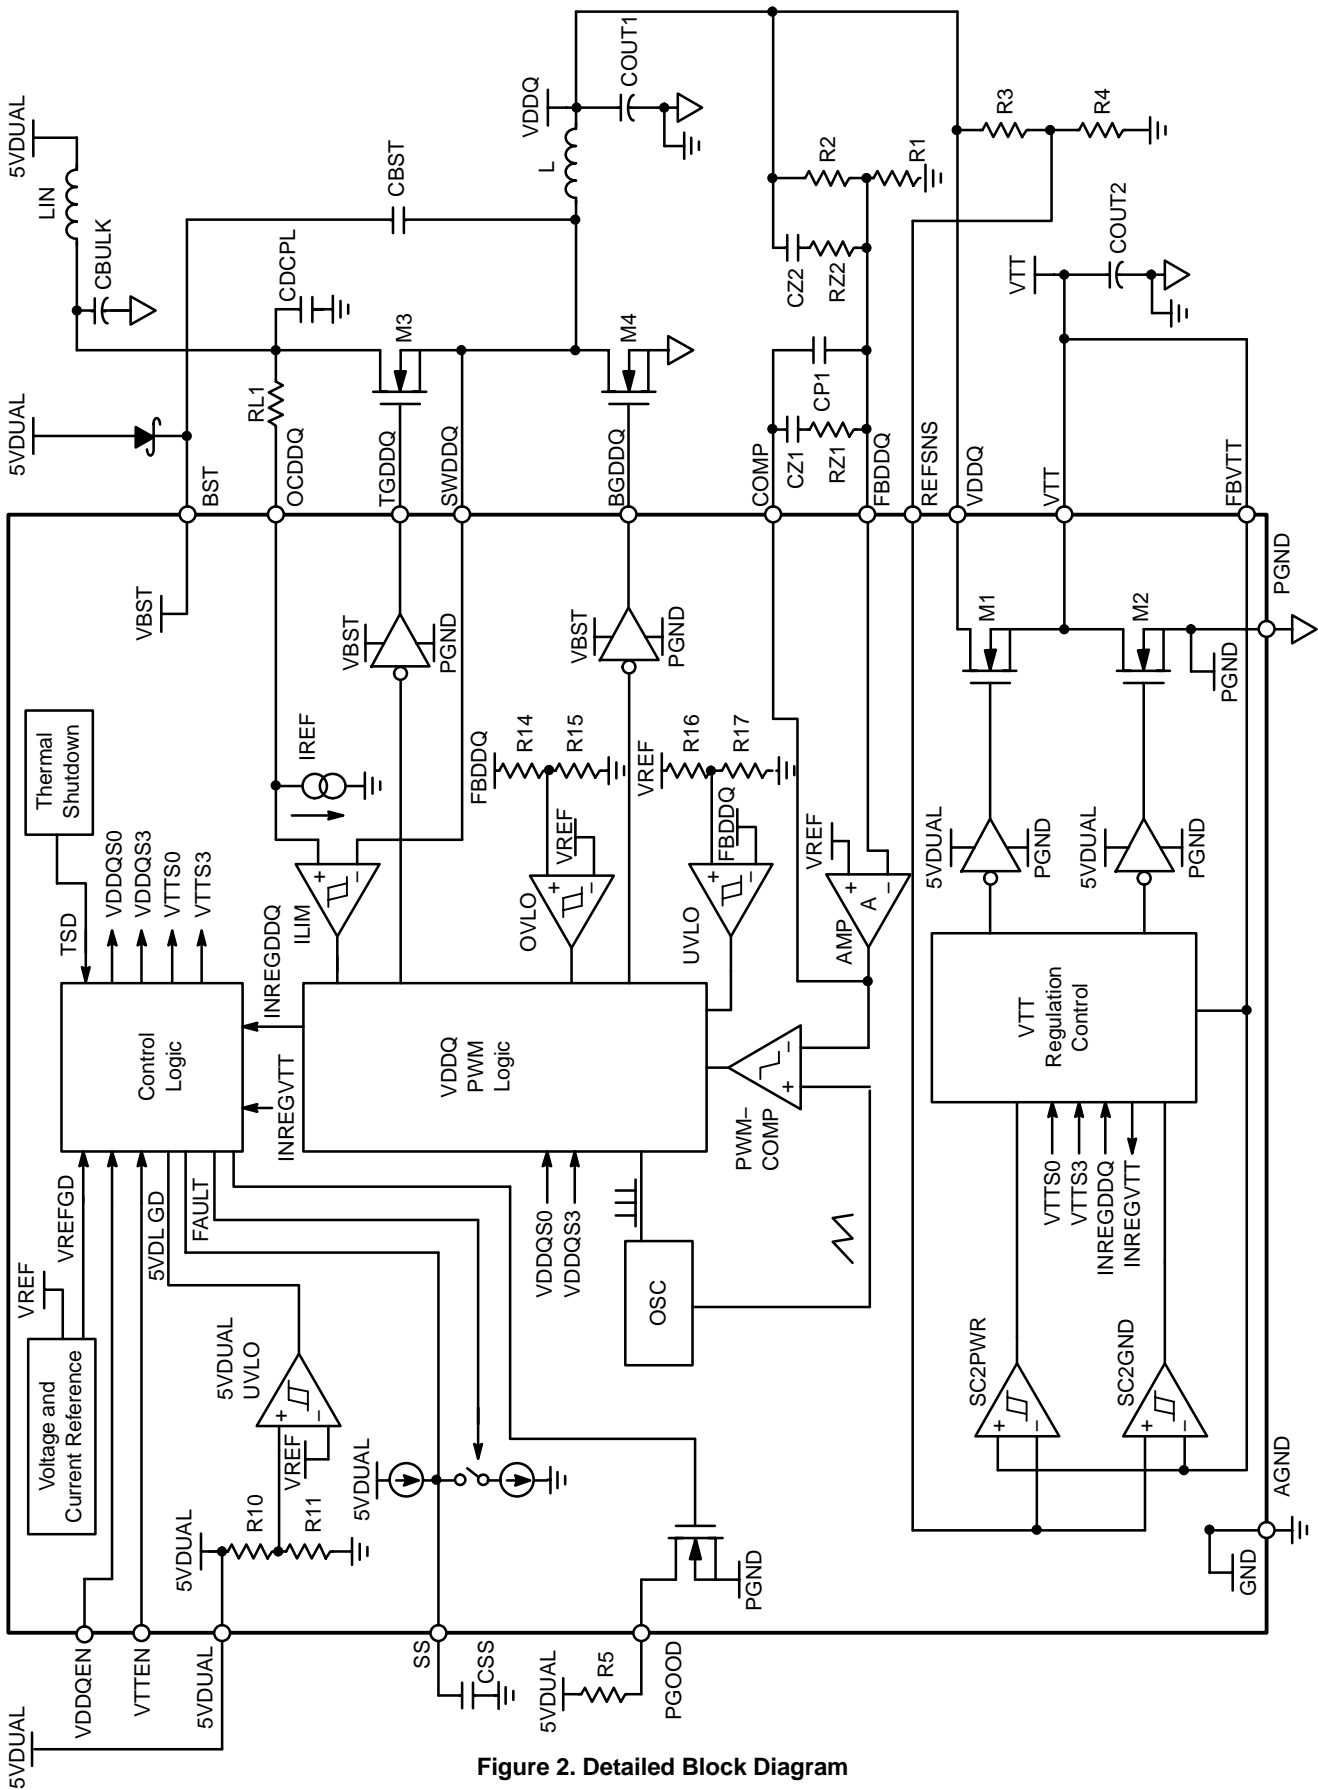 5VDUAL
VDDQEN
VTTEN
5VDUAL
SS
CSS
5VDUAL
R5
PGOOD
Voltage and
Current Reference
VREF
VREFGD
5VDUAL
R10
R11
VREF
5VDUAL
UVLO
+
−
5VDL GD
FAULT
5VDUAL
PGND
GND
AGND
Thermal
Shutdown
TSD
Control
Logic
VDDQS0
VDDQS3
VTTS0
VTTS3
INREGDDQ
INREGVTT
VDDQ
PWM
Logic
VDDQS0
VDDQS3
OSC
PWM−
COMP
+
−
ILIM
+
−
IREF
VBST
VBST
PGND
VBST
PGND
FBDDQ
R14
R15
OVLO
+
−
VREF
VREF
R16
R17
UVLO
+
−
FBDDQ
AMP
A
+
−
VREF
SC2PWR
+
−
SC2GND
+
−
VTTS0
VTTS3
INREGDDQ
INREGVTT
VTT
Regulation
Control
5VDUAL
PGND
5VDUAL
PGND
M1
M2
PGND
PGND
BST
OCDDQ
TGDDQ
SWDDQ
BGDDQ
COMP
FBDDQ
REFSNS
VDDQ
VTT
FBVTT
5VDUAL
5VDUAL
LIN
CBULK
RL1
CDCPL
CBST
M3
M4
L
VDDQ
COUT1
CZ1
RZ1
CP1
CZ2
RZ2
R2
R1
R3
R4
VTT
COUT2
Figure 2. Detailed Block Diagram